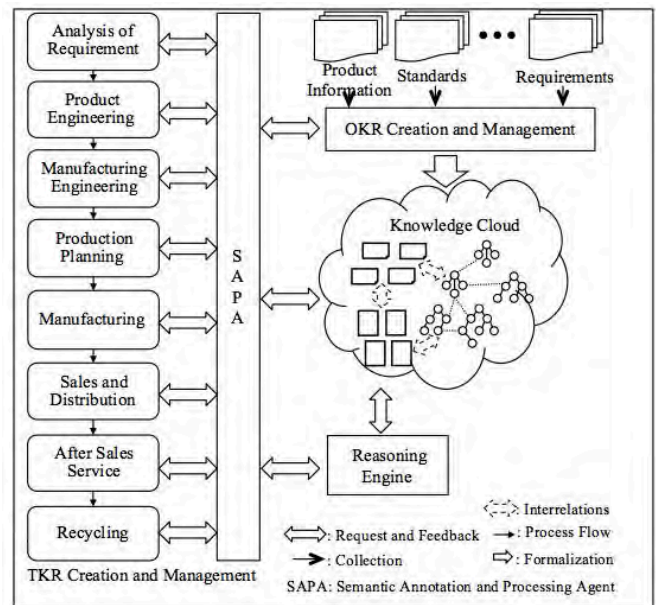 Analysis of
Requirement
Product
Engineering
Manufacturing
Engineering
Production
Planning
Manufacturing
Sales and
Distribution
After Sales
Service
Recycling
TKR Creation and Management
S
A
P
A
Product
Information
Standards
Requirements
OKR Creation and Management
Knowledge Cloud
Reasoning
Engine
: Interrelations
: Request and Feedback
: Process Flow
: Collection
: Formalization
SAPA: Semantic Annotation and Processing Agent